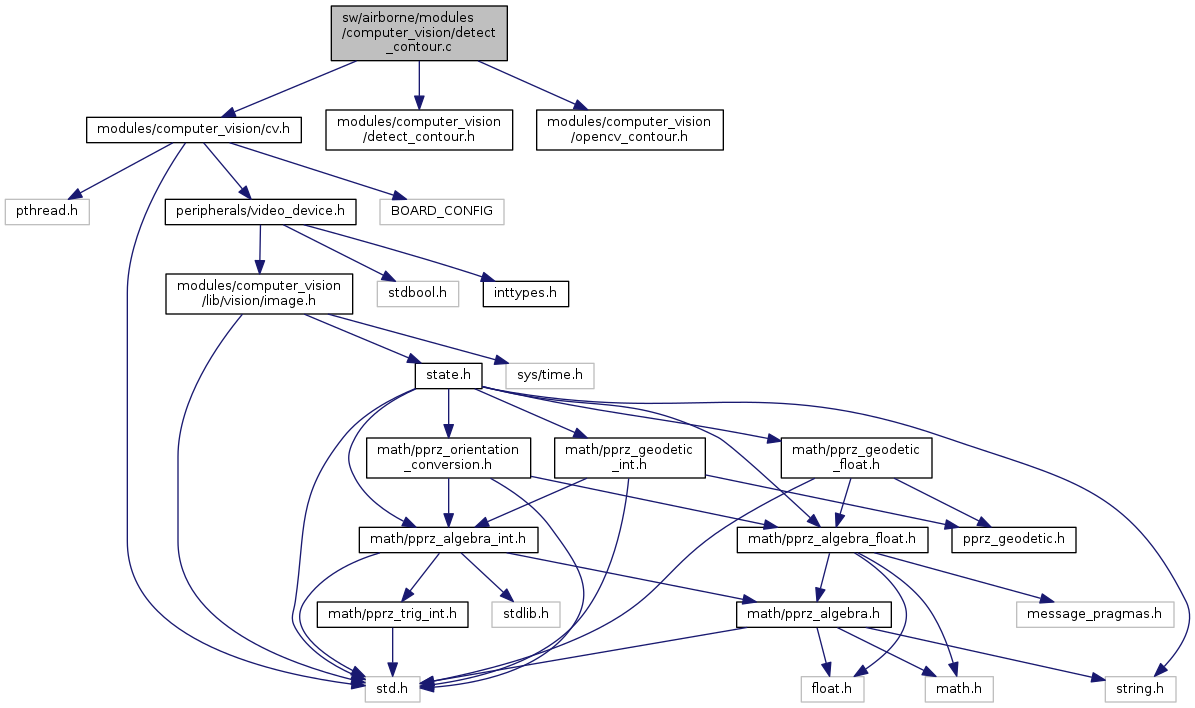 sw/airborne/modules
/computer_vision/detect
_contour.c
modules/computer_vision/cv.h
modules/computer_vision
/detect_contour.h
modules/computer_vision
/opencv_contour.h
pthread.h
peripherals/video_device.h
BOARD_CONFIG
modules/computer_vision
/lib/vision/image.h
stdbool.h
inttypes.h
state.h
sys/time.h
math/pprz_orientation
_conversion.h
math/pprz_geodetic
_int.h
math/pprz_geodetic
_float.h
math/pprz_algebra_int.h
math/pprz_algebra_float.h
pprz_geodetic.h
math/pprz_trig_int.h
stdlib.h
math/pprz_algebra.h
message_pragmas.h
std.h
float.h
math.h
string.h